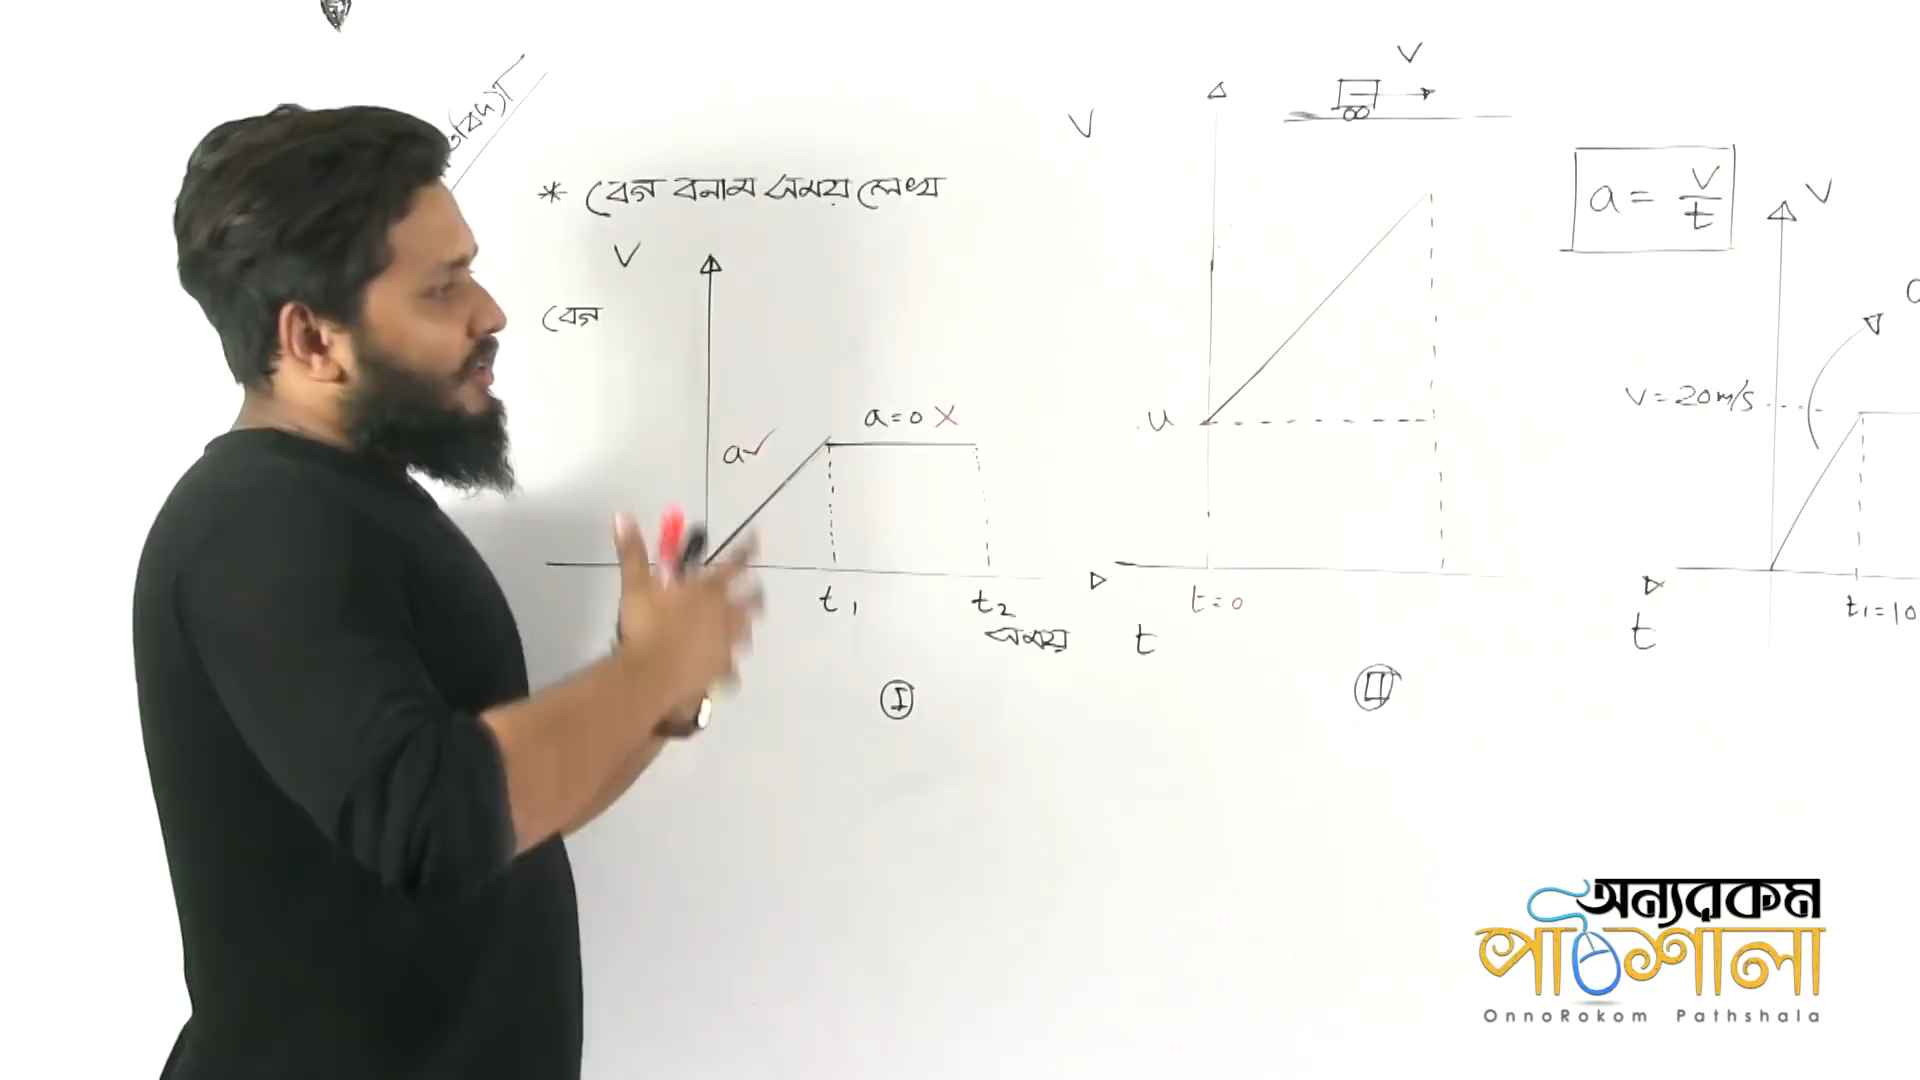 * বেগ বনাম সময় লেখ
V
বেগ
a✓
a=0 X
t₁
t₂
সময়
I
V
V
u
t=0
t
II
a = v/t
V
V = 20 m/s
t₁=10
t
অন্যরকম
পাঠশালা
OnnoRokom Pathshala